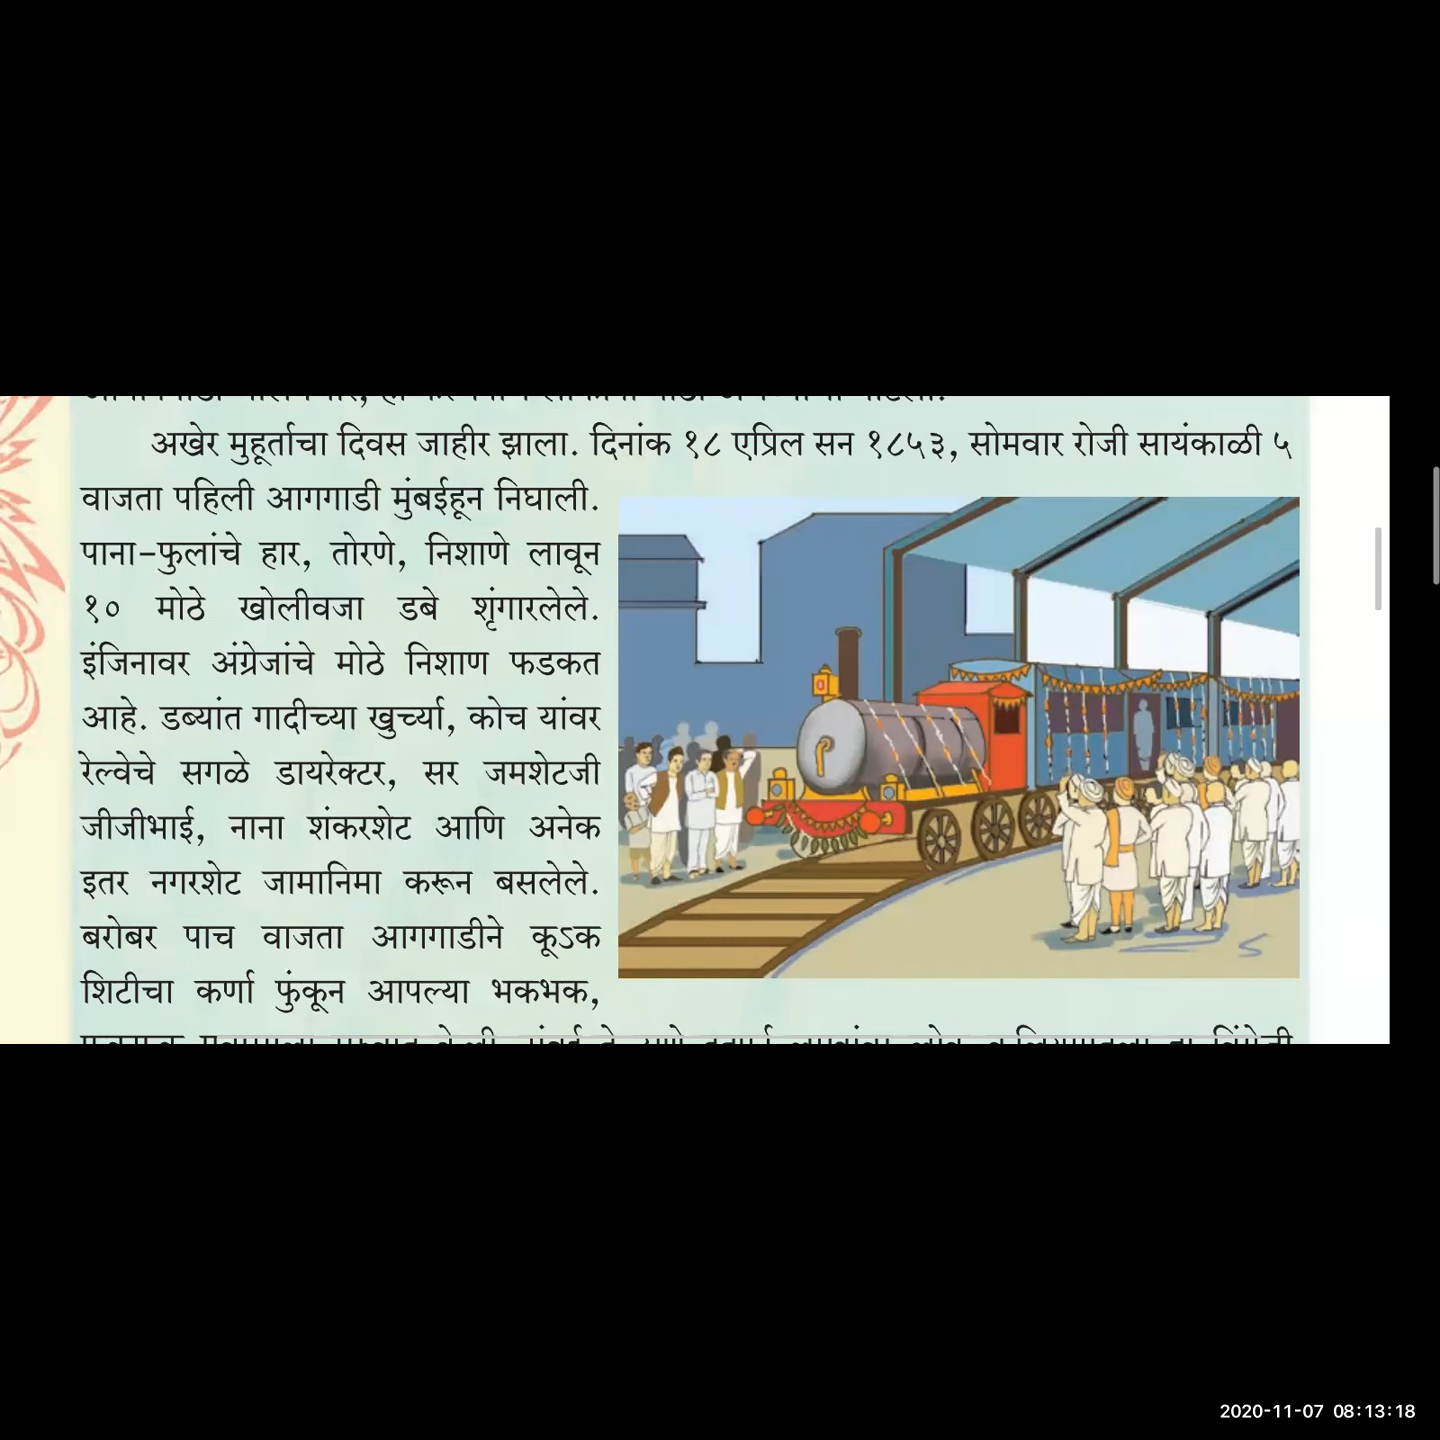 अखेर मुहूर्ताचा दिवस जाहीर झाला. दिनांक १८ एप्रिल सन १८५३, सोमवार रोजी सायंकाळी ५
वाजता पहिली आगगाडी मुंबईहून निघाली.
पाना-फुलांचे हार, तोरणे, निशाणे लावून
१० मोठे खोलीवजा डबे शृंगारलेले.
इंजिनावर अंग्रेजांचे मोठे निशाण फडकत
आहे. डब्यांत गादीच्या खुर्च्या, कोच यांवर
रेल्वेचे सगळे डायरेक्टर, सर जमशेटजी
जीजीभाई, नाना शंकरशेट आणि अनेक
इतर नगरशेट जामानिमा करून बसलेले.
बरोबर पाच वाजता आगगाडीने कूऽक
शिटीचा कर्णा फुंकून आपल्या भकभक,
2020-11-07 08:13:18